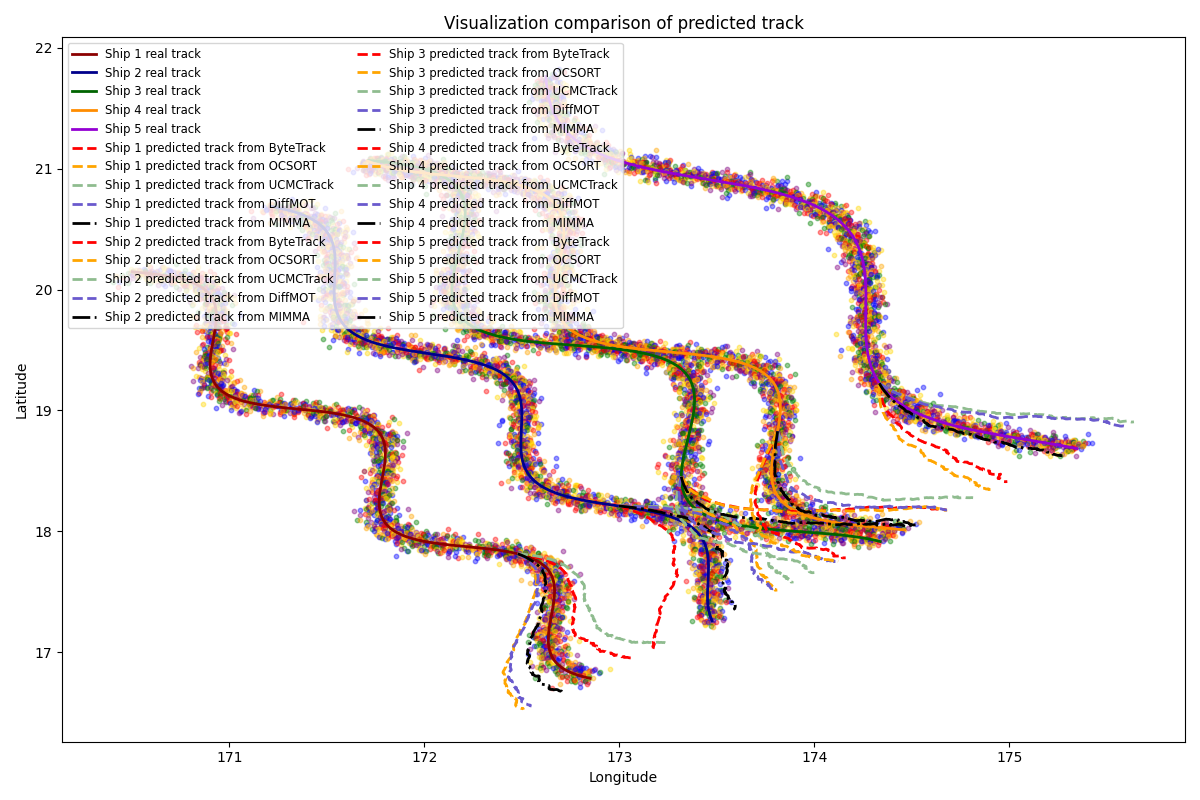 Visualization comparison of predicted track
Ship 1 real track
Ship 2 real track
Ship 3 real track
Ship 4 real track
Ship 5 real track
Ship 1 predicted track from ByteTrack
Ship 1 predicted track from OCSORT
Ship 1 predicted track from UCMCTrack
Ship 1 predicted track from DiffMOT
Ship 1 predicted track from MIMMA
Ship 2 predicted track from ByteTrack
Ship 2 predicted track from OCSORT
Ship 2 predicted track from UCMCTrack
Ship 2 predicted track from DiffMOT
Ship 2 predicted track from MIMMA
Ship 3 predicted track from ByteTrack
Ship 3 predicted track from OCSORT
Ship 3 predicted track from UCMCTrack
Ship 3 predicted track from DiffMOT
Ship 3 predicted track from MIMMA
Ship 4 predicted track from ByteTrack
Ship 4 predicted track from OCSORT
Ship 4 predicted track from UCMCTrack
Ship 4 predicted track from DiffMOT
Ship 4 predicted track from MIMMA
Ship 5 predicted track from ByteTrack
Ship 5 predicted track from OCSORT
Ship 5 predicted track from UCMCTrack
Ship 5 predicted track from DiffMOT
Ship 5 predicted track from MIMMA
22
21
20
19
18
17
Latitude
171
172
173
174
175
Longitude